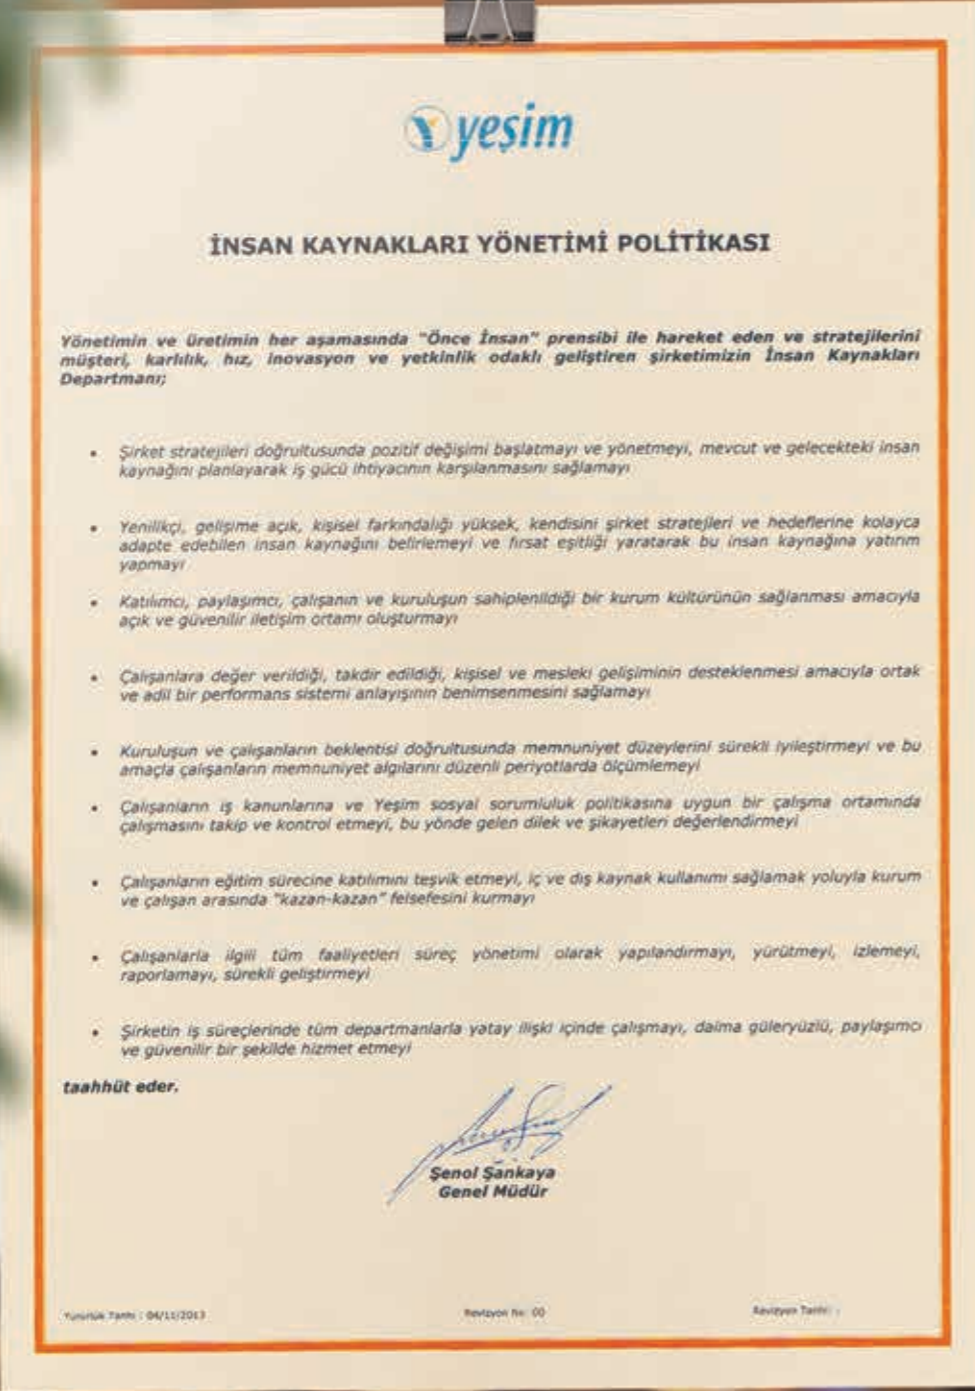 yeşim
İNSAN KAYNAKLARI YÖNETİMİ POLİTİKASI
Yönetimin ve üretimin her aşamasında "Önce İnsan" prensibi ile hareket eden ve stratejilerini
müşteri, karlılık, hız, inovasyon ve yetkinlik odaklı geliştiren şirketimizin İnsan Kaynakları
Departmanı;
• Şirket stratejileri doğrultusunda pozitif değişimi başlatmayı ve yönetmeyi, mevcut ve gelecekteki insan
kaynağını planlayarak iş gücü ihtiyacının karşılanmasını sağlamayı
• Yenilikçi, gelişime açık, kişisel farkındalığı yüksek, kendisini şirket stratejileri ve hedeflerine kolayca
adapte edebilen insan kaynağını belirlemeyi ve fırsat eşitliği yaratarak bu insan kaynağına yatırım
yapmayı
• Katılımcı, paylaşımcı, çalışanın ve kuruluşun sahiplenildiği bir kurum kültürünün sağlanması amacıyla
açık ve güvenilir iletişim ortamı oluşturmayı
• Çalışanlara değer verildiği, takdir edildiği, kişisel ve mesleki gelişiminin desteklenmesi amacıyla ortak
ve adil bir performans sistemi anlayışının benimsenmesini sağlamayı
• Kuruluşun ve çalışanların beklentisi doğrultusunda memnuniyet düzeylerini sürekli iyileştirmeyi ve bu
amaçla çalışanların memnuniyet algılarını düzenli periyotlarda ölçümlemeyi
• Çalışanların iş kanunlarına ve Yeşim sosyal sorumluluk politikasına uygun bir çalışma ortamında
çalışmasını takip ve kontrol etmeyi, bu yönde gelen dilek ve şikayetleri değerlendirmeyi
• Çalışanların eğitim sürecine katılımını teşvik etmeyi, iç ve dış kaynak kullanımı sağlamak yoluyla kurum
ve çalışan arasında "kazan-kazan" felsefesini kurmayı
• Çalışanlarla ilgili tüm faaliyetleri süreç yönetimi olarak yapılandırmayı, yürütmeyi, izlemeyi,
raporlamayı, sürekli geliştirmeyi
• Şirketin iş süreçlerinde tüm departmanlarla yatay ilişki içinde çalışmayı, daima güleryüzlü, paylaşımcı
ve güvenilir bir şekilde hizmet etmeyi
taahhüt eder.
Şenol Şankaya
Genel Müdür
Yürürlük Tarihi : 04/11/2013 Revizyon No: 00 Revizyon Tarihi: -